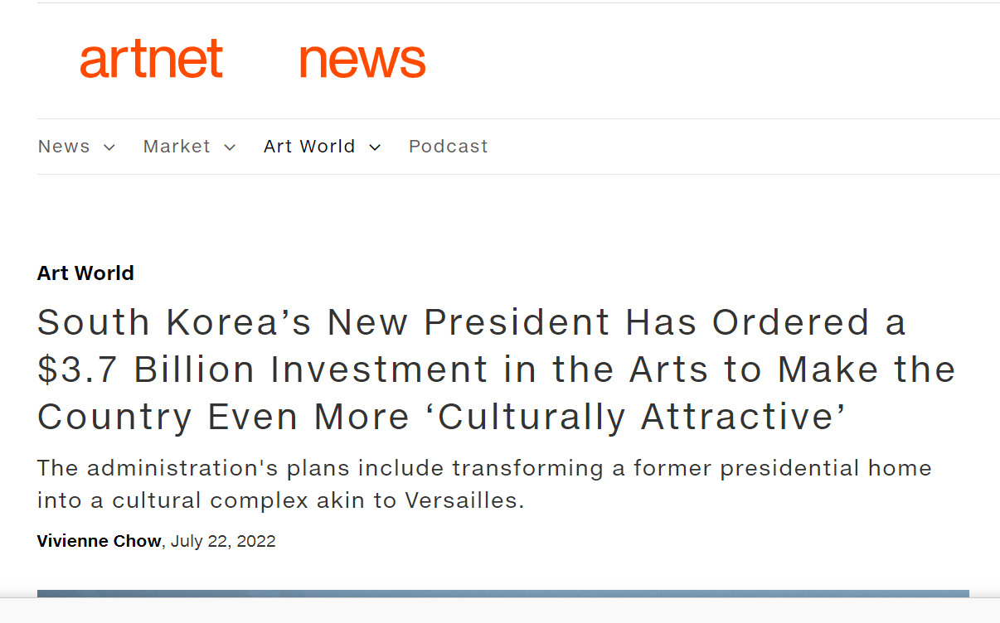 artnet news
News Market Art World Podcast
Art World
South Korea’s New President Has Ordered a
$3.7 Billion Investment in the Arts to Make the
Country Even More ‘Culturally Attractive’
The administration's plans include transforming a former presidential home
into a cultural complex akin to Versailles.
Vivienne Chow, July 22, 2022